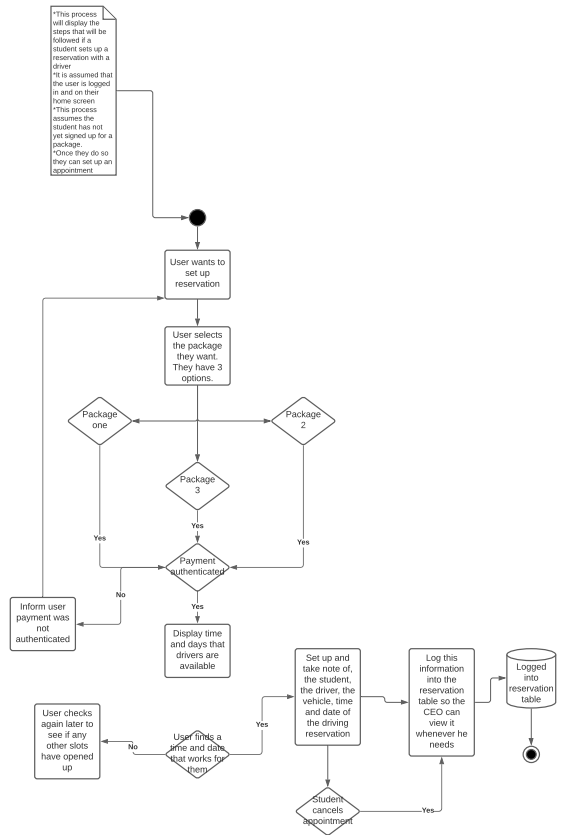 *This process
will display the
steps that will be
followed if a
student sets up a
reservation with a
driver
*It is assumed that
the user is logged
in and on their
home screen
*This process
assumes the
student has not
yet signed up for a
package.
*Once they do so
they can set up an
appointment
User wants to
set up
reservation
User selects
the package
they want.
They have 3
options.
Package
one
Package
2
Package
3
Yes
Yes
Yes
Payment
authenticated
No
Yes
Inform user
payment was
not
authenticated
Display time
and days that
drivers are
available
Set up and
take note of,
the student,
the driver, the
vehicle, time
and date of
the driving
reservation
Log this
information
into the
reservation
table so the
CEO can
view it
whenever he
needs
Logged
into
reservation
table
User checks
again later to
see if any
other slots
have opened
up
No
User finds a
time and date
that works for
them
Yes
Student
cancels
appointment
Yes